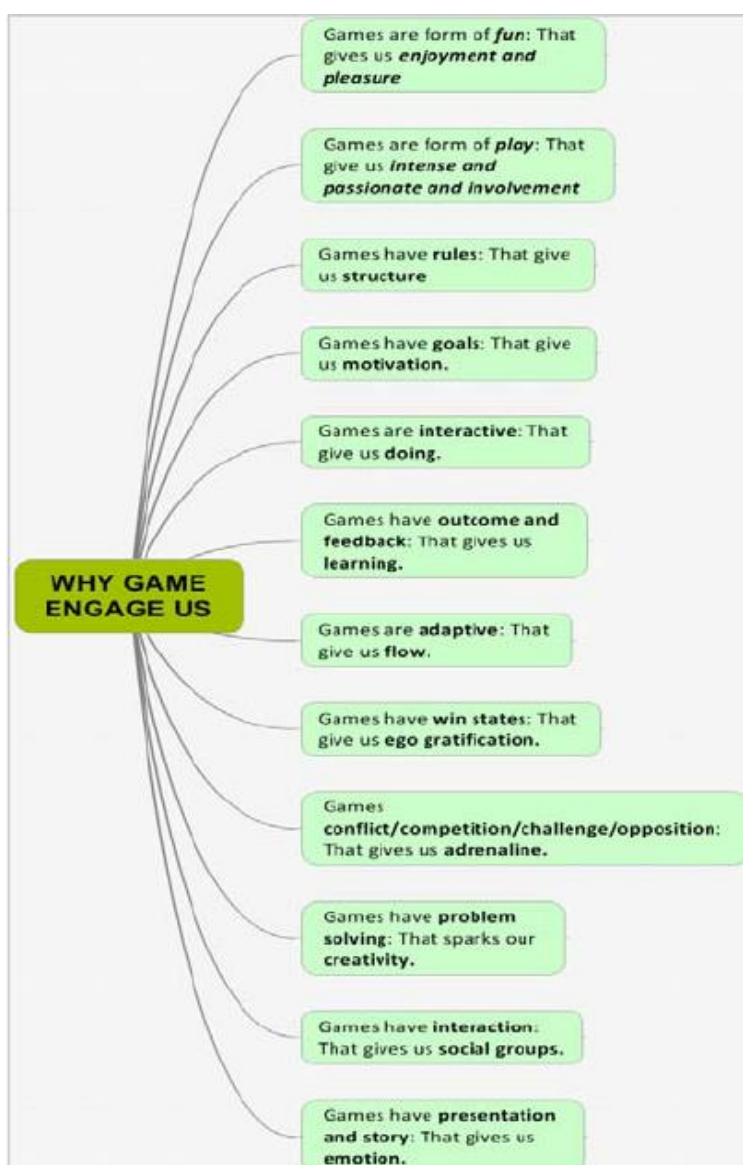 Games are form of fun: That
gives us enjoyment and
pleasure
Games are form of play: That
give us intense and
passionate and involvement
Games have rules: That give
us structure
Games have goals: That give
us motivation.
Games are interactive: That
give us doing.
Games have outcome and
feedback: That gives us
learning.
WHY GAME
ENGAGE US
Games are adaptive: That
give us flow.
Games have win states: That
give us ego gratification.
Games
conflict/competition/challenge/opposition:
That gives us adrenaline.
Games have problem
solving: That sparks our
creativity.
Games have interaction:
That gives us social groups.
Games have presentation
and story: That gives us
emotion.